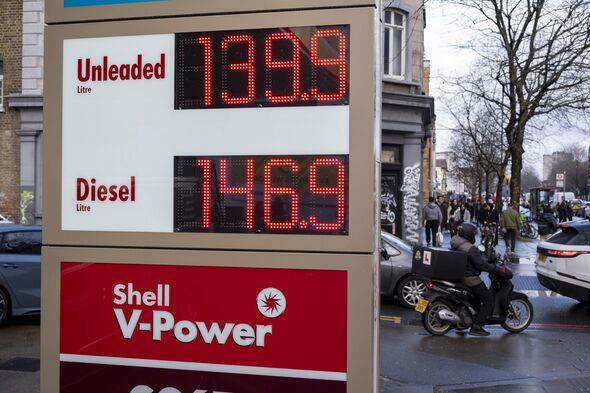 Unleaded
Litre
139.9
Diesel
Litre
146.9
Shell
V-Power
L